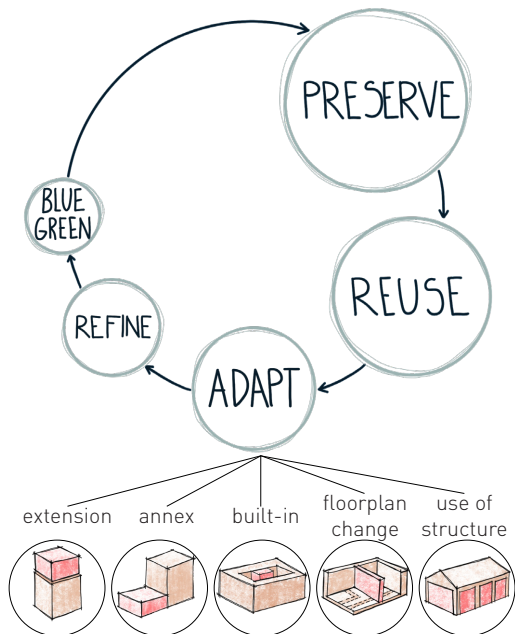 PRESERVE
REUSE
ADAPT
REFINE
BLUE
GREEN
extension
annex
built-in
floorplan
change
use of
structure